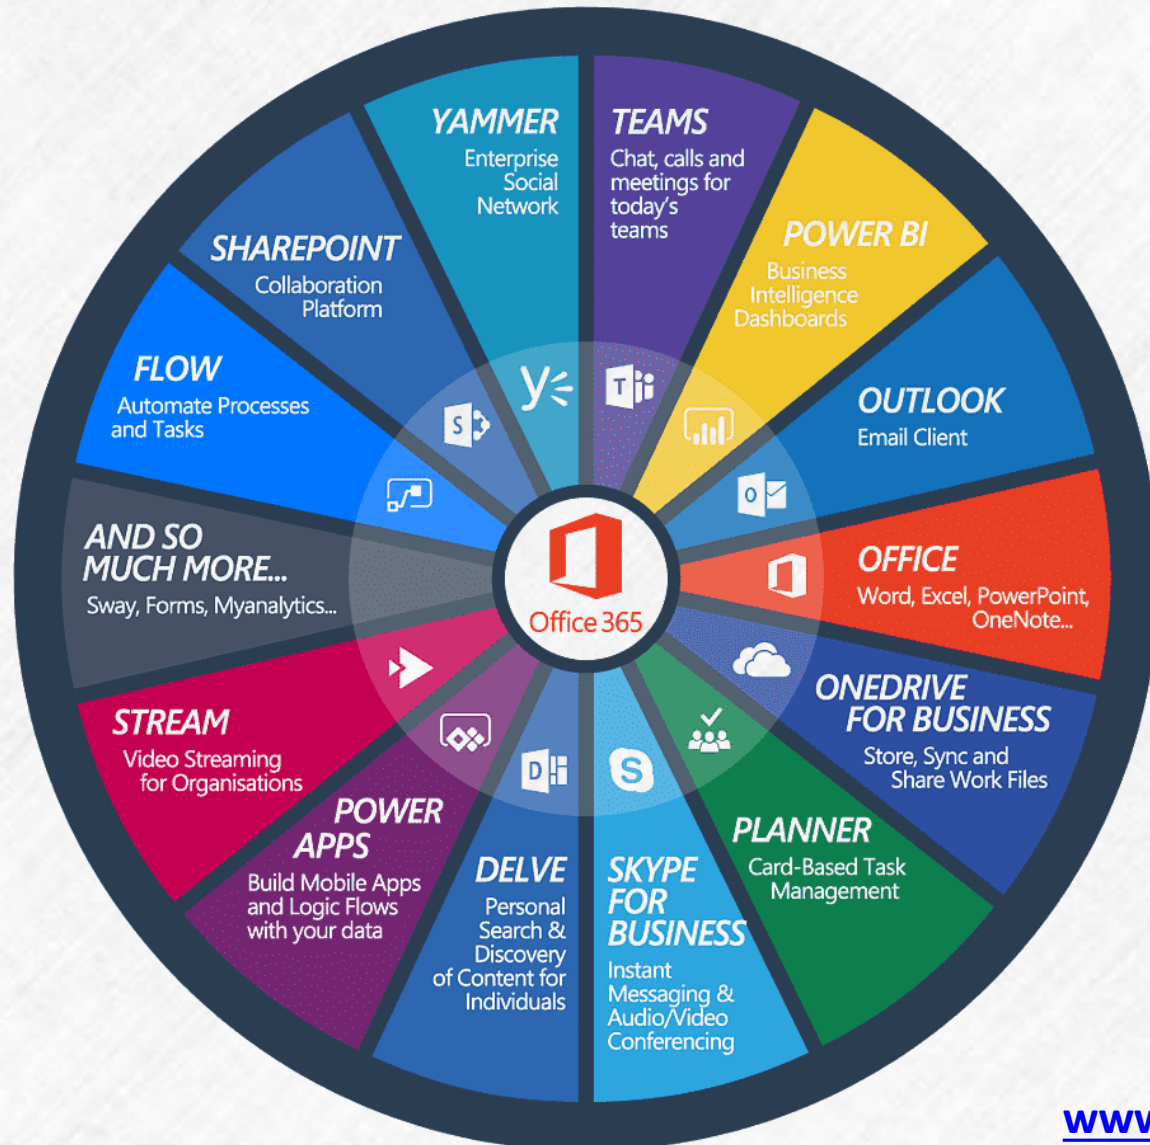 YAMMER
Enterprise
Social
Network
TEAMS
Chat, calls and
meetings for
today's
teams
POWER BI
Business
Intelligence
Dashboards
OUTLOOK
Email Client
OFFICE
Word, Excel, PowerPoint,
OneNote...
ONEDRIVE
FOR BUSINESS
Store, Sync and
Share Work Files
PLANNER
Card-Based Task
Management
SKYPE
FOR
BUSINESS
Instant
Messaging &
Audio/Video
Conferencing
DELVE
Personal
Search &
Discovery
of Content for
Individuals
POWER
APPS
Build Mobile Apps
and Logic Flows
with your data
STREAM
Video Streaming
for Organisations
AND SO
MUCH MORE...
Sway, Forms, Myanalytics...
FLOW
Automate Processes
and Tasks
SHAREPOINT
Collaboration
Platform
Office 365
www